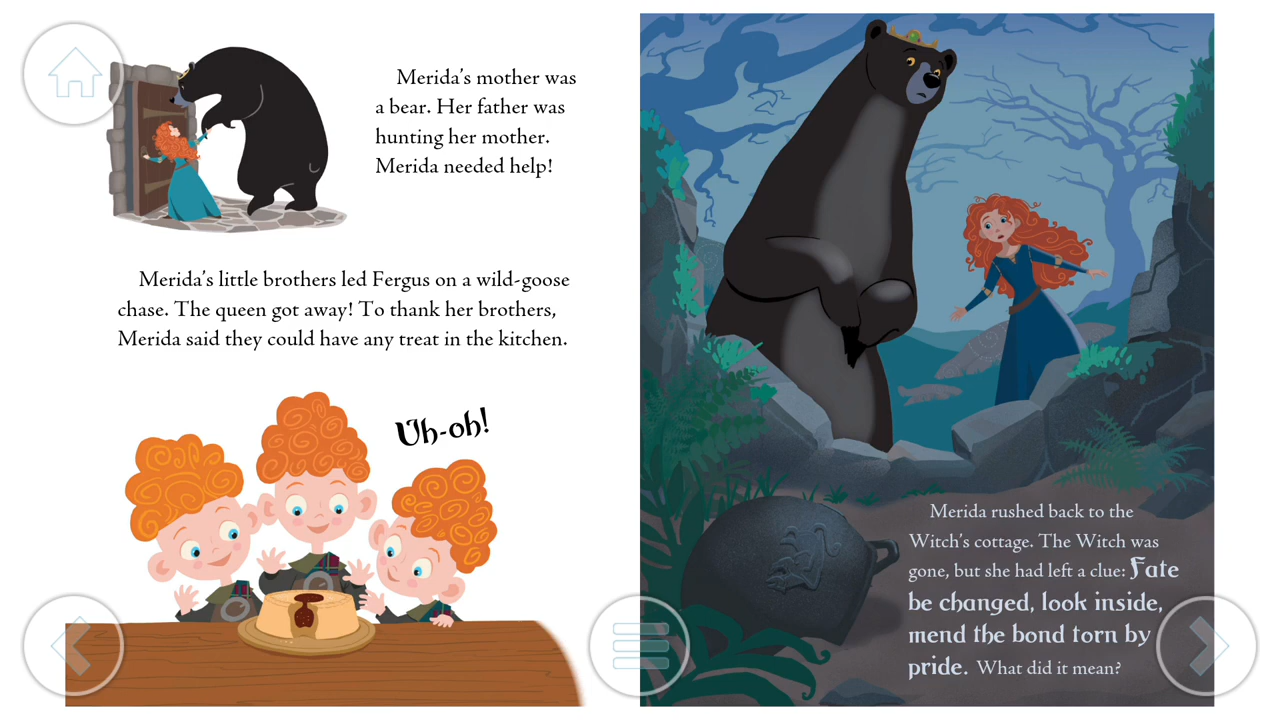 Merida’s mother was
a bear. Her father was
hunting her mother.
Merida needed help!
Merida’s little brothers led Fergus on a wild-goose
chase. The queen got away! To thank her brothers,
Merida said they could have any treat in the kitchen.
Uh-oh!
Merida rushed back to the
Witch’s cottage. The Witch was
gone, but she had left a clue: Fate
be changed, look inside,
mend the bond torn by
pride. What did it mean?